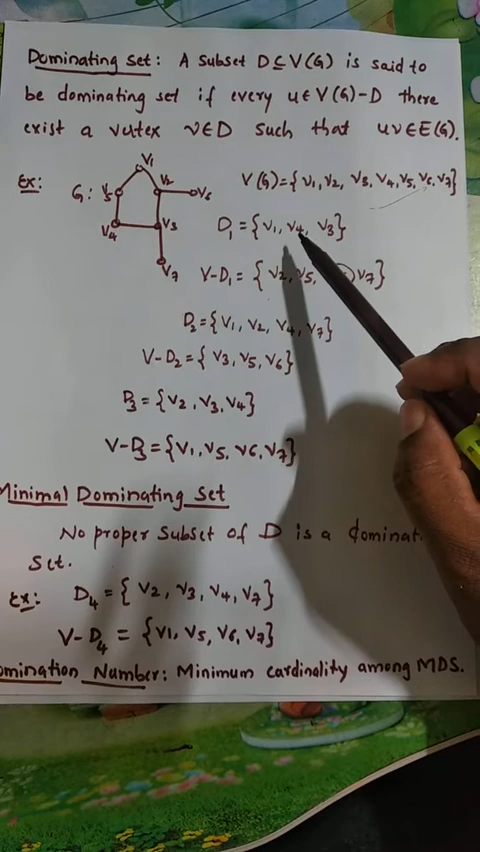 Dominating set: A subset D⊆V(G) is said to
be dominating set if every u∈V(G)-D there
exist a vertex v∈D such that uv∈E(G).
Ex:
G:
V1
V5 V2 V6
V4 V3
V7
V(G)={V1,V2, V3, V4,V5,V6,V7}
D1={V1, V4, V3}
V-D1={V2,V5, V7}
D2={V1, V2, V4, V7}
V-D2={V3,V5,V6}
D3={V2,V3,V4}
V-D3={V1,V5,V6,V7}
Minimal Dominating Set
No proper subset of D is a
Set.
Ex: D4={V2, V3, V4, V7}
V-D4={V1,V5,V6,V7}
Number: Minimum cardinality among MDS.